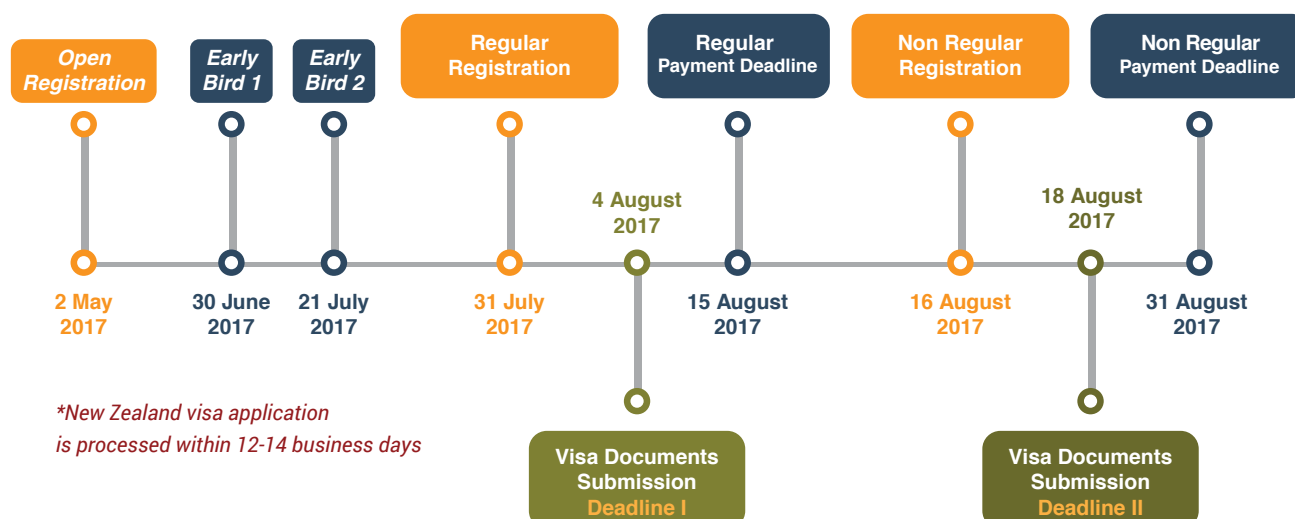 Open
Registration
Early
Bird 1
Early
Bird 2
Regular
Registration
Regular
Payment Deadline
Non Regular
Registration
Non Regular
Payment Deadline
4 August
2017
18 August
2017
2 May
2017
30 June
2017
21 July
2017
31 July
2017
15 August
2017
16 August
2017
31 August
2017
*New Zealand visa application
is processed within 12-14 business days
Visa Documents
Submission
Deadline I
Visa Documents
Submission
Deadline II